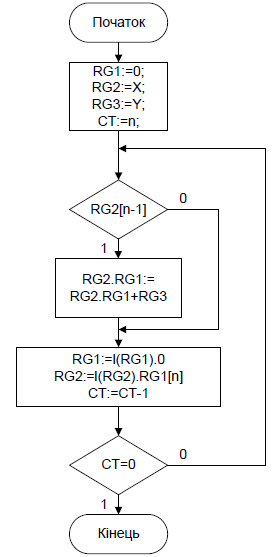 Початок
RG1:=0;
RG2:=X;
RG3:=Y;
CT:=n;
RG2[n-1]
0
1
RG2.RG1:=
RG2.RG1+RG3
RG1:=l(RG1).0
RG2:=l(RG2).RG1[n]
CT:=CT-1
CT=0
0
1
Кінець